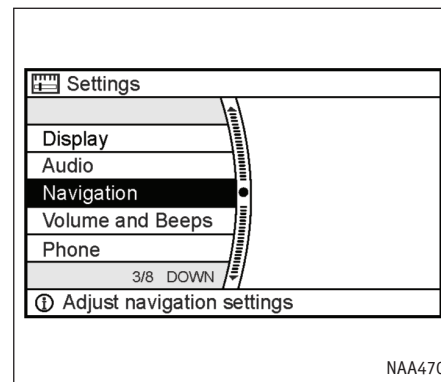 Settings
Display
Audio
Navigation
Volume and Beeps
Phone
3/8 DOWN
Adjust navigation settings
NAA470